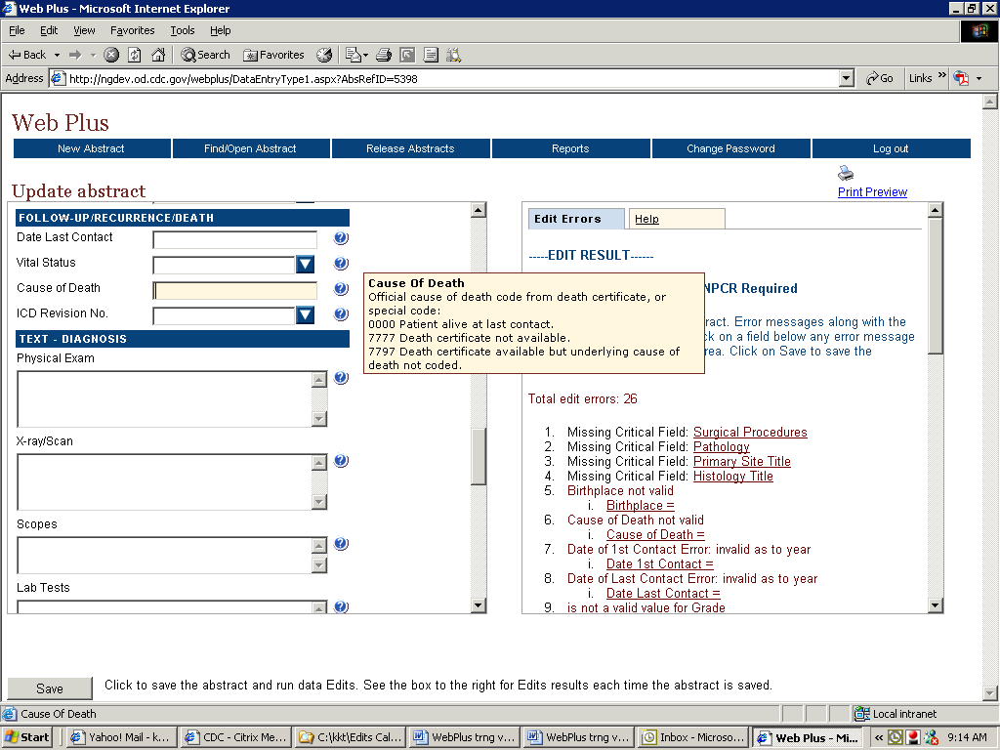 Web Plus - Microsoft Internet Explorer
File Edit View Favorites Tools Help
Back Search Favorites
Address http://ngdev.od.cdc.gov/webplus/DataEntryType1.aspx?AbsRefID=5398 Go Links »
Web Plus
New Abstract Find/Open Abstract Release Abstracts Reports Change Password Log out
Update abstract
Print Preview
FOLLOW-UP/RECURRENCE/DEATH
Date Last Contact
Vital Status
Cause of Death
ICD Revision No.
TEXT - DIAGNOSIS
Physical Exam
X-ray/Scan
Scopes
Lab Tests
Cause Of Death
Official cause of death code from death certificate, or
special code:
0000 Patient alive at last contact.
7777 Death certificate not available.
7797 Death certificate available but underlying cause of
death not coded.
Edit Errors Help
-----EDIT RESULT------
NPCR Required
ract. Error messages along with the
ck on a field below any error message
rea. Click on Save to save the
Total edit errors: 26
1. Missing Critical Field: Surgical Procedures
2. Missing Critical Field: Pathology
3. Missing Critical Field: Primary Site Title
4. Missing Critical Field: Histology Title
5. Birthplace not valid
i. Birthplace =
6. Cause of Death not valid
i. Cause of Death =
7. Date of 1st Contact Error: invalid as to year
i. Date 1st Contact =
8. Date of Last Contact Error: invalid as to year
i. Date Last Contact =
9. is not a valid value for Grade
Save Click to save the abstract and run data Edits. See the box to the right for Edits results each time the abstract is saved.
Cause Of Death Local intranet
Start Yahoo! Mail - k... CDC - Citrix Me... C:\kkt\Edits Cal... WebPlus trng v... WebPlus trng v... Inbox - Microso... Web Plus - Mi... « 9:14 AM